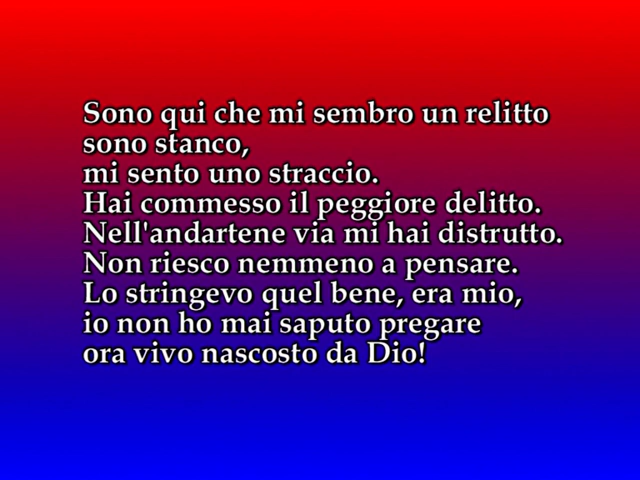 Sono qui che mi sembro un relitto
sono stanco,
mi sento uno straccio.
Hai commesso il peggiore delitto.
Nell'andartene via mi hai distrutto.
Non riesco nemmeno a pensare.
Lo stringevo quel bene, era mio,
io non ho mai saputo pregare
ora vivo nascosto da Dio!